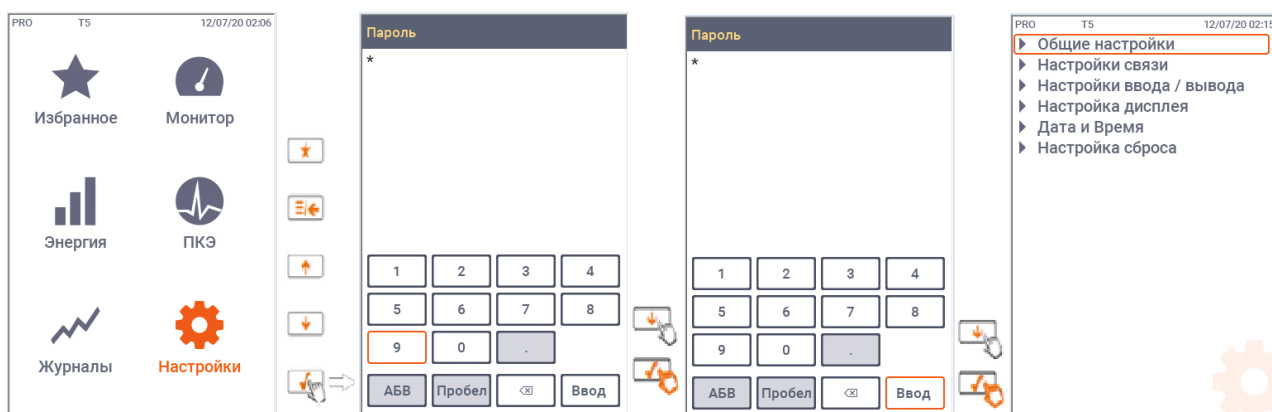 PRO T5 12/07/20 02:06
Избранное Монитор
Энергия ПКЭ
Журналы Настройки
Пароль
*
1 2 3 4
5 6 7 8
9 0 .
АБВ Пробел Ввод
Пароль
*
1 2 3 4
5 6 7 8
9 0 .
АБВ Пробел Ввод
PRO T5 12/07/20 02:15
Общие настройки
Настройки связи
Настройки ввода / вывода
Настройка дисплея
Дата и Время
Настройка сброса